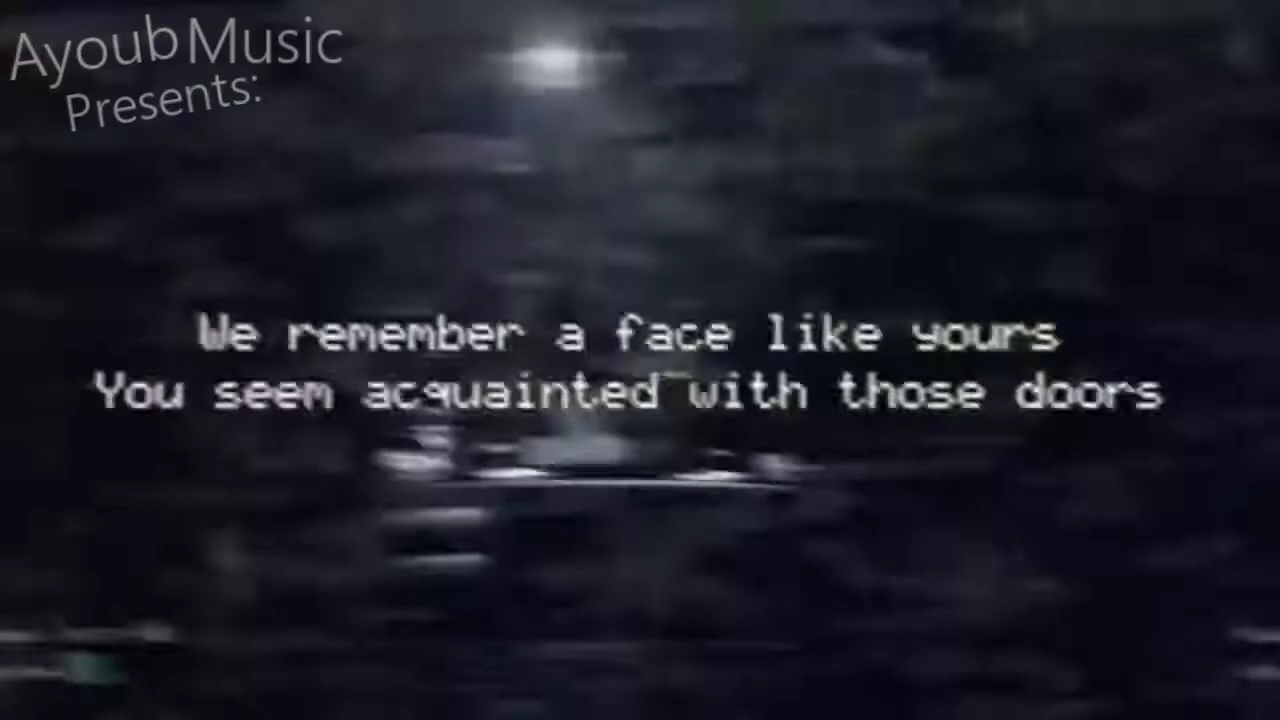 Ayoub Music
Presents:
We remember a face like yours
You seem acquainted with those doors